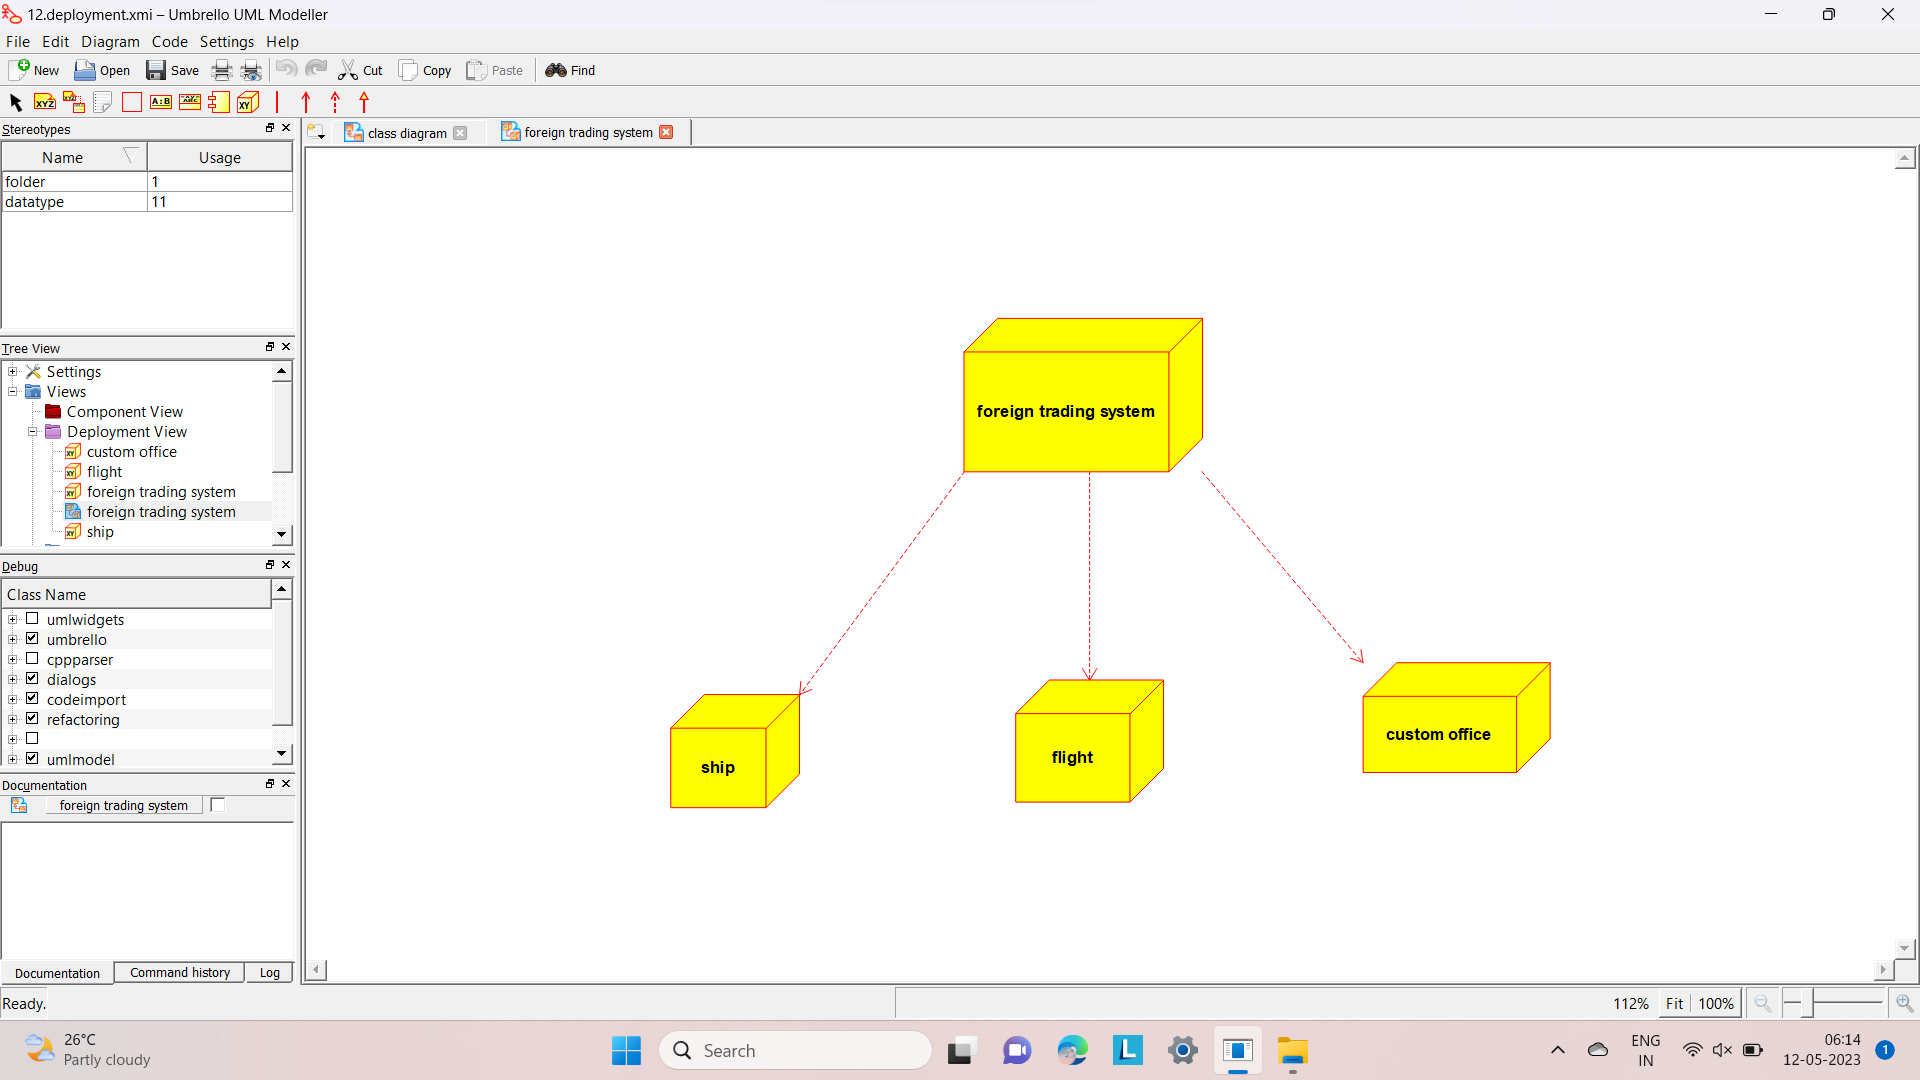 12.deployment.xmi – Umbrello UML Modeller
File Edit Diagram Code Settings Help
New Open Save Cut Copy Paste Find
XYZ XYZ A:B ABC XY
Stereotypes
Name Usage
folder 1
datatype 11
Tree View
Settings
Views
Component View
Deployment View
custom office
flight
foreign trading system
foreign trading system
ship
Debug
Class Name
umlwidgets
umbrello
cppparser
dialogs
codeimport
refactoring
umlmodel
Documentation
foreign trading system
Documentation Command history Log
class diagram foreign trading system
foreign trading system
ship
flight
custom office
Ready.
112% Fit 100%
26°C
Partly cloudy
Search
L
ENG
IN
06:14
12-05-2023
1